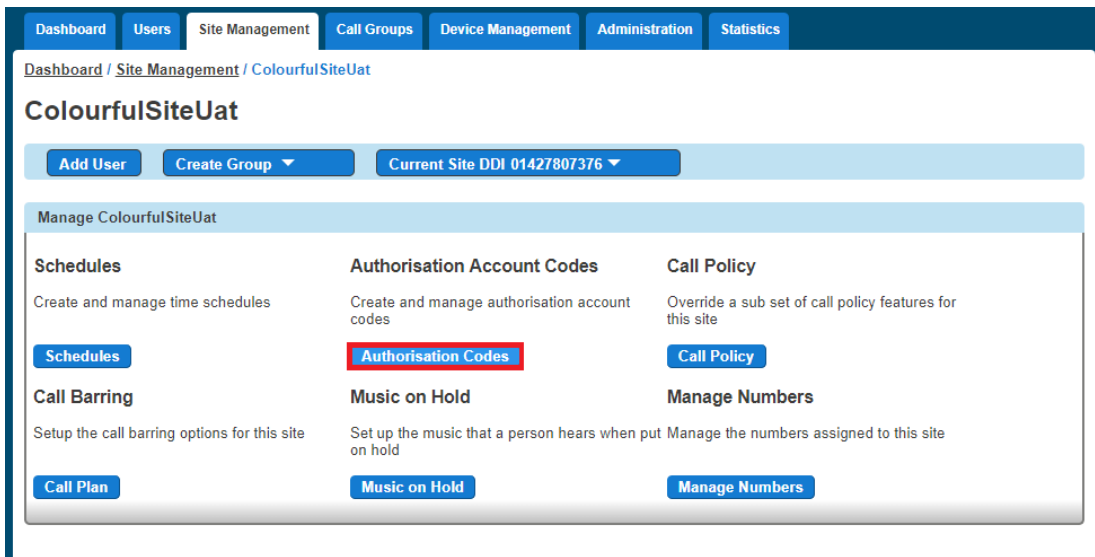 Dashboard Users Site Management Call Groups Device Management Administration Statistics
Dashboard / Site Management / ColourfulSiteUat
ColourfulSiteUat
Add User Create Group Current Site DDI 01427807376
Manage ColourfulSiteUat
Schedules
Create and manage time schedules
Schedules
Authorisation Account Codes
Create and manage authorisation account
codes
Authorisation Codes
Call Policy
Override a sub set of call policy features for
this site
Call Policy
Call Barring
Setup the call barring options for this site
Call Plan
Music on Hold
Set up the music that a person hears when put
on hold
Music on Hold
Manage Numbers
Manage the numbers assigned to this site
Manage Numbers